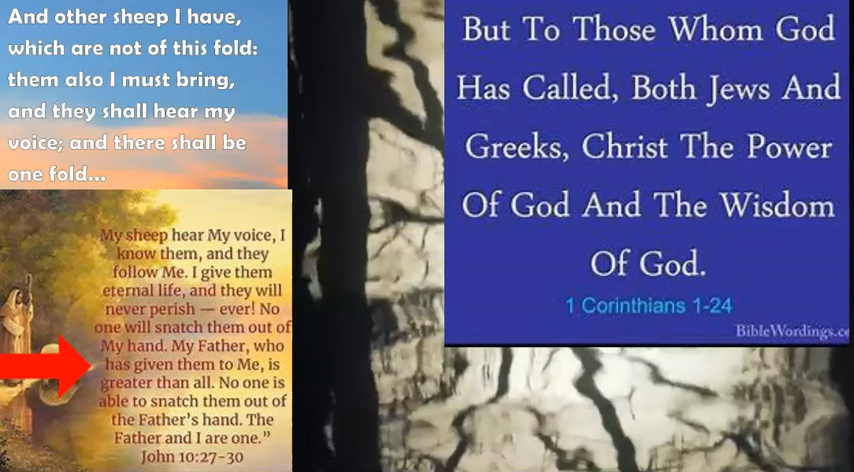 And other sheep I have,
which are not of this fold:
them also I must bring,
and they shall hear my
voice; and there shall be
one fold...
My sheep hear My voice, I
know them, and they
follow Me. I give them
eternal life, and they will
never perish — ever! No
one will snatch them out of
My hand. My Father, who
has given them to Me, is
greater than all. No one is
able to snatch them out of
the Father's hand. The
Father and I are one.”
John 10:27-30
But To Those Whom God
Has Called, Both Jews And
Greeks, Christ The Power
Of God And The Wisdom
Of God.
1 Corinthians 1-24
BibleWordings.co